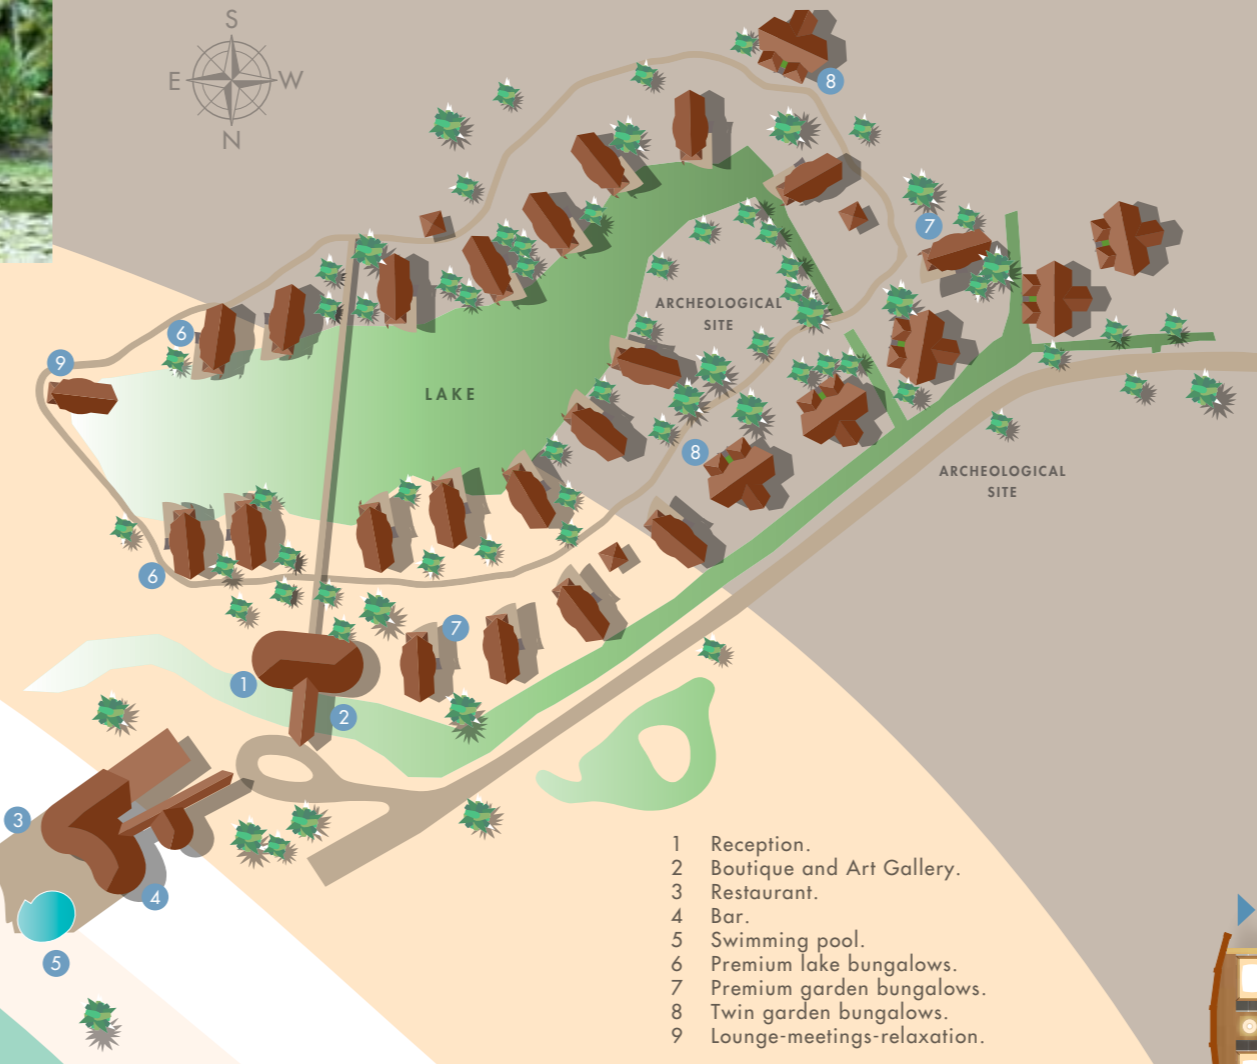 S
E W
N
8
7
6
ARCHEOLOGICAL
SITE
9
LAKE
8
ARCHEOLOGICAL
SITE
6
7
1
2
3
4
5
1 Reception.
2 Boutique and Art Gallery.
3 Restaurant.
4 Bar.
5 Swimming pool.
6 Premium lake bungalows.
7 Premium garden bungalows.
8 Twin garden bungalows.
9 Lounge-meetings-relaxation.